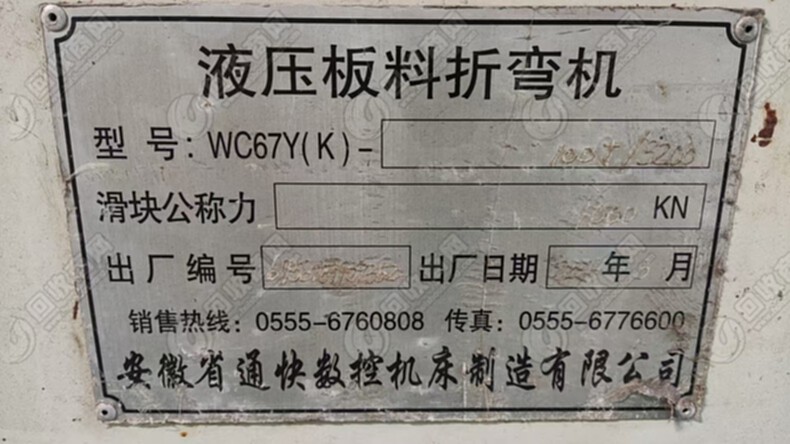 液压板料折弯机
型号: WC67Y(K)-
滑块公称力 KN
出厂编号 出厂日期 年 月
销售热线: 0555-6760808 传真: 0555-6776600
安徽省通快数控机床制造有限公司